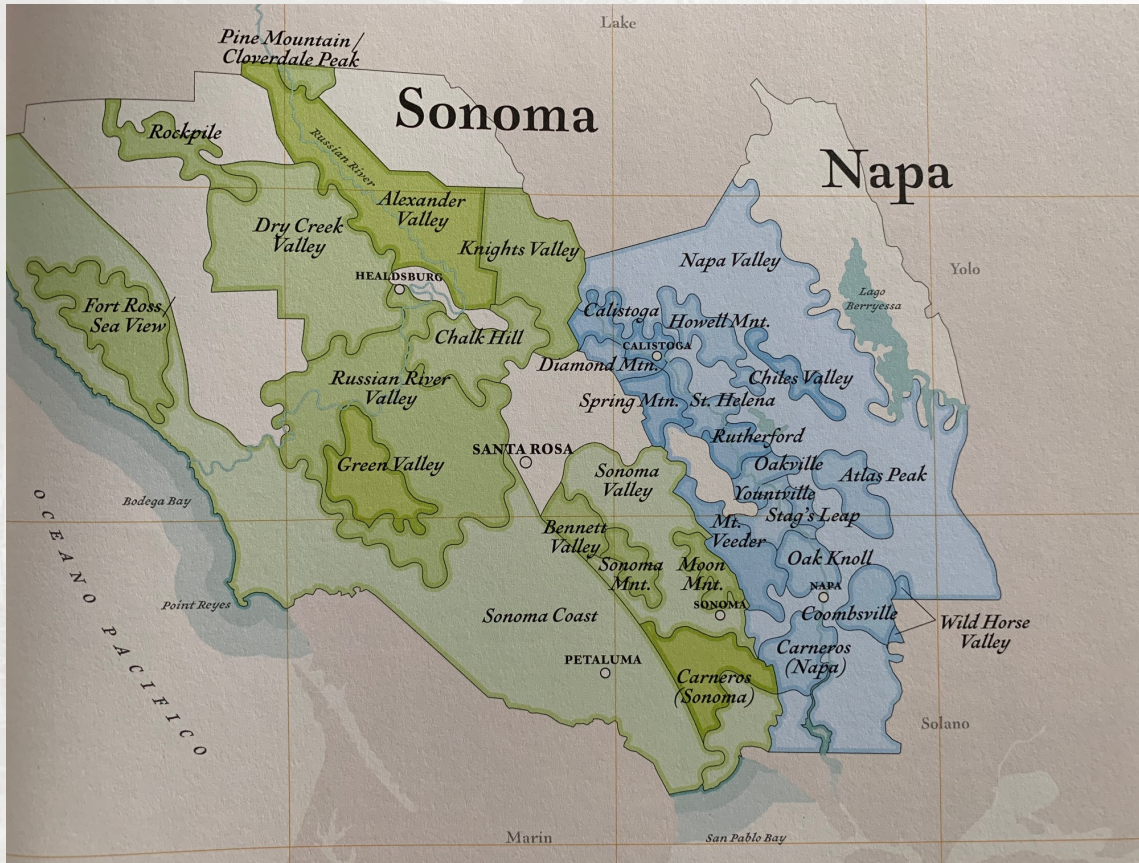 Lake
Pine Mountain /
Cloverdale Peak
Sonoma
Rockpile
Russian River
Napa
Alexander
Valley
Dry Creek
Valley
Knights Valley
Napa Valley
Yolo
HEALDSBURG
Lago
Berryessa
Fort Ross /
Sea View
Calistoga
Howell Mnt.
Chalk Hill
CALISTOGA
Diamond Mtn.
Russian River
Valley
Chiles Valley
Spring Mtn.
St. Helena
Rutherford
SANTA ROSA
Green Valley
Oakville
Sonoma
Valley
Atlas Peak
Yountville
Bodega Bay
Stag's Leap
OCEANO PACIFICO
Bennett
Valley
Mt.
Veeder
Sonoma
Mnt.
Moon
Mnt.
Oak Knoll
NAPA
Point Reyes
SONOMA
Sonoma Coast
Coombsville
Wild Horse
Valley
PETALUMA
Carneros
(Napa)
Carneros
(Sonoma)
Solano
Marin
San Pablo Bay